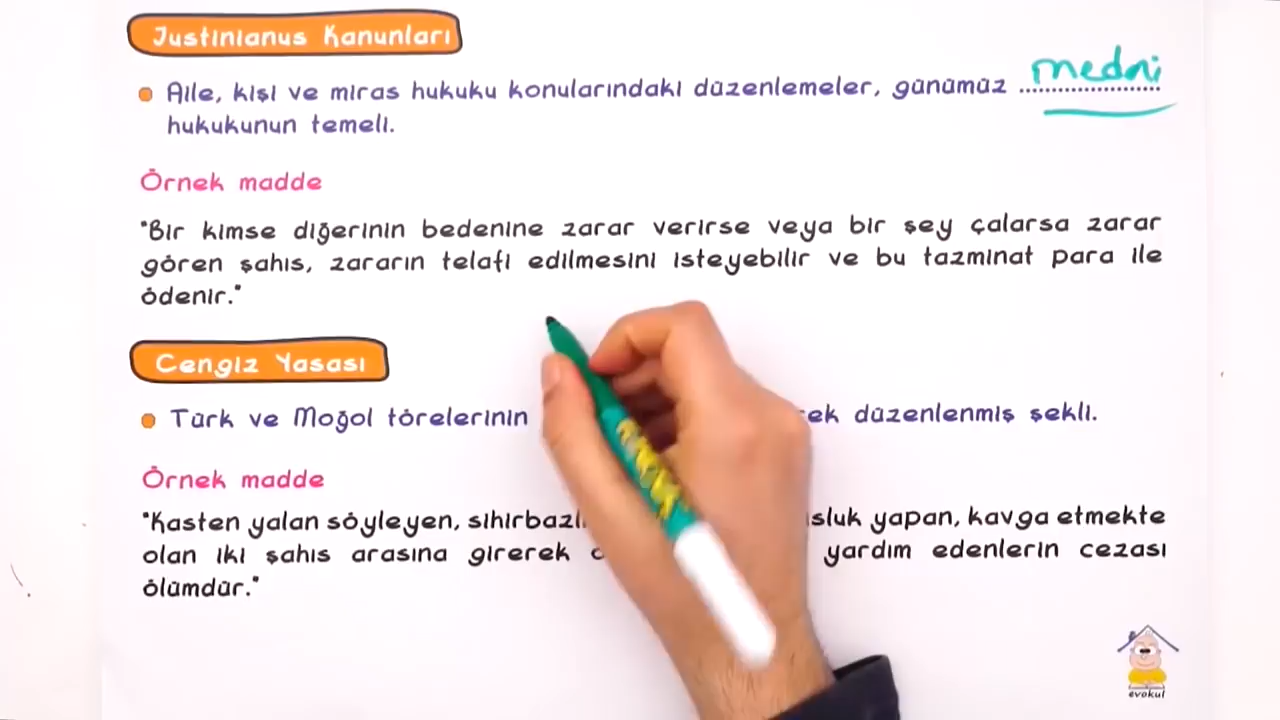 Justinianus Kanunları
Aile, kişi ve miras hukuku konularındaki düzenlemeler, günümüz medeni
hukukunun temeli.
Örnek madde
"Bir kimse diğerinin bedenine zarar verirse veya bir şey çalarsa zarar
gören şahıs, zararın telafi edilmesini isteyebilir ve bu tazminat para ile
ödenir."
Cengiz Yasası
Türk ve Moğol törelerinin düzenlenmiş şekli.
Örnek madde
"Kasten yalan söyleyen, yapan, kavga etmekte
olan iki şahıs arasına girerek yardım edenlerin cezası
ölümdür."
evokul